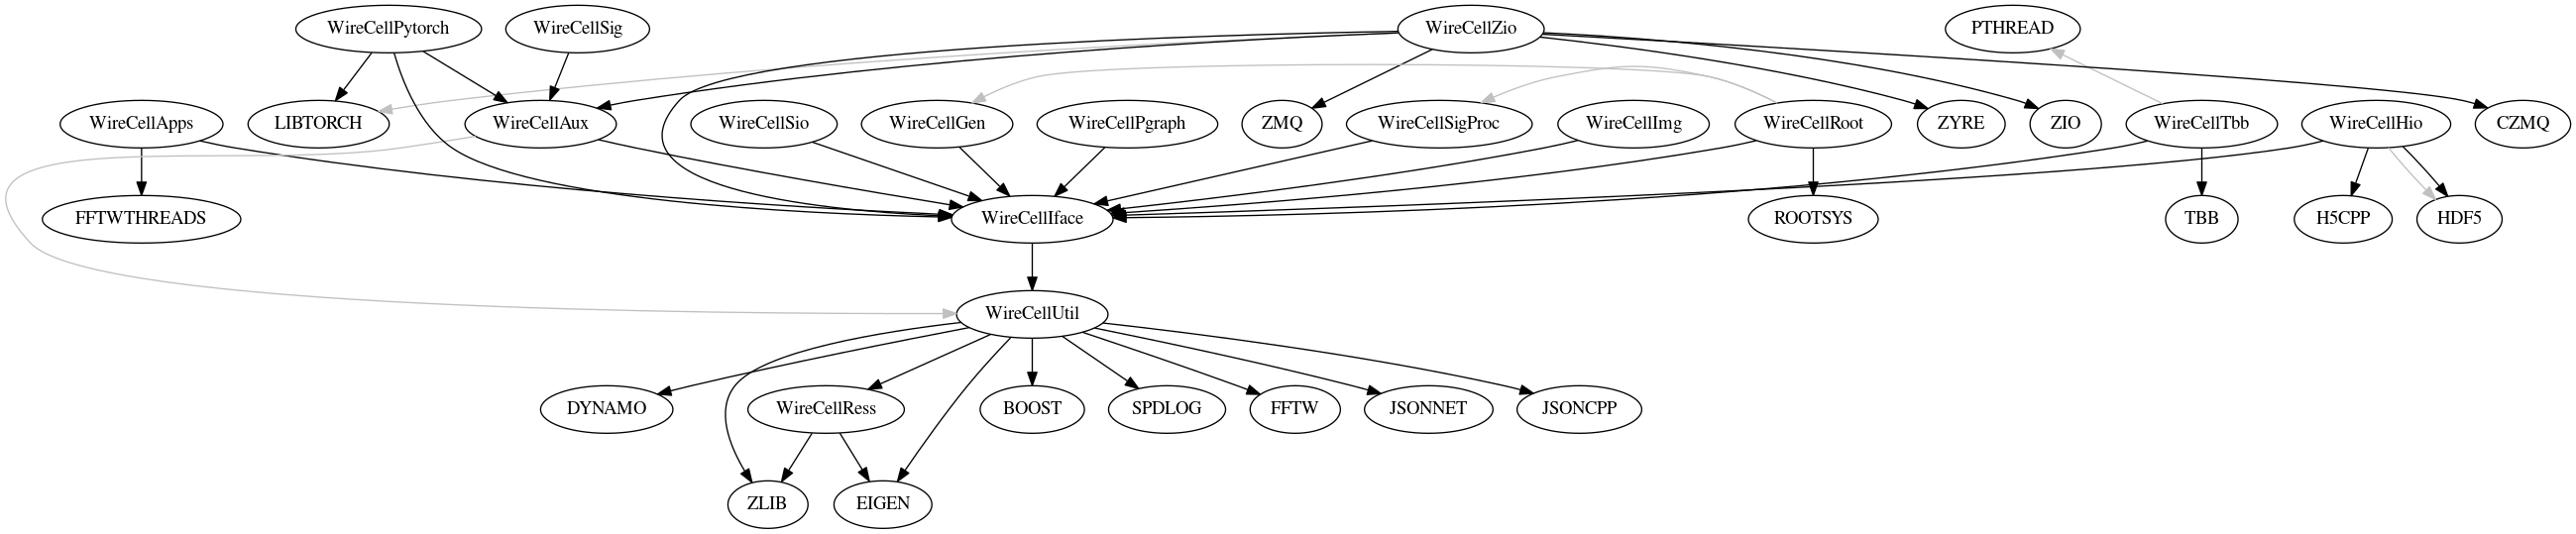 WireCellPytorch
WireCellSig
WireCellZio
PTHREAD
WireCellApps
LIBTORCH
WireCellAux
WireCellSio
WireCellGen
WireCellPgraph
ZMQ
WireCellSigProc
WireCellImg
WireCellRoot
ZYRE
ZIO
WireCellTbb
WireCellHio
CZMQ
FFTWTHREADS
WireCellIface
ROOTSYS
TBB
H5CPP
HDF5
WireCellUtil
DYNAMO
WireCellRess
BOOST
SPDLOG
FFTW
JSONNET
JSONCPP
ZLIB
EIGEN